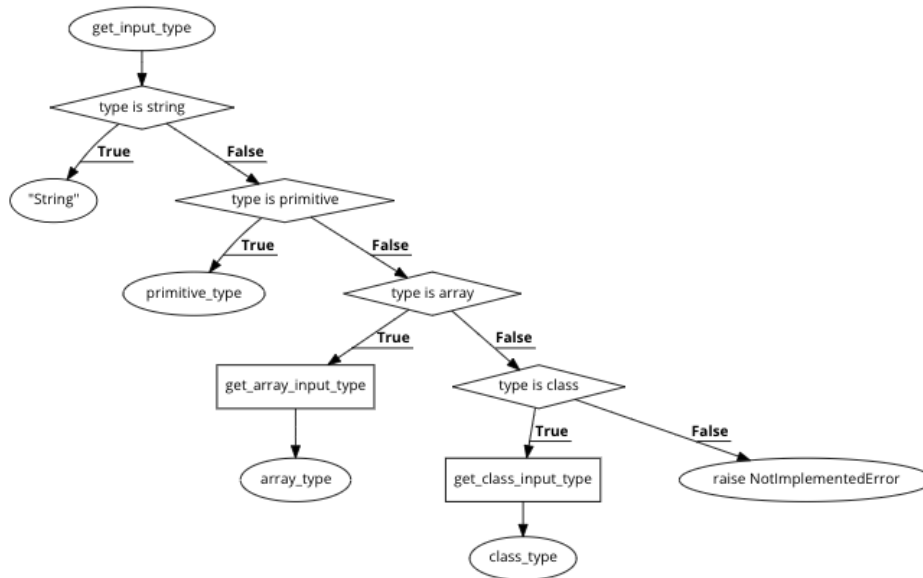 get_input_type
type is string
True
False
"String"
type is primitive
True
False
primitive_type
type is array
True
False
get_array_input_type
type is class
True
False
array_type
get_class_input_type
raise NotImplementedError
class_type